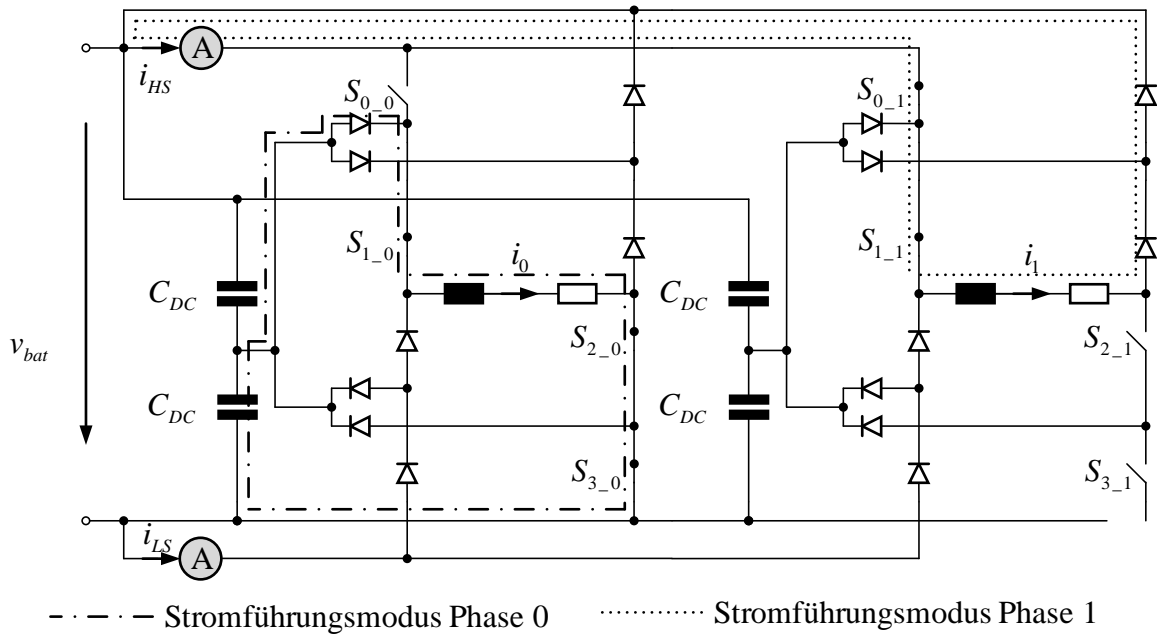 A
i_HS
S_0_0
S_0_1
S_1_0
S_1_1
i_0
i_1
C_DC
C_DC
S_2_0
S_2_1
v_bat
C_DC
C_DC
S_3_0
S_3_1
i_LS
A
Stromführungsmodus Phase 0
Stromführungsmodus Phase 1